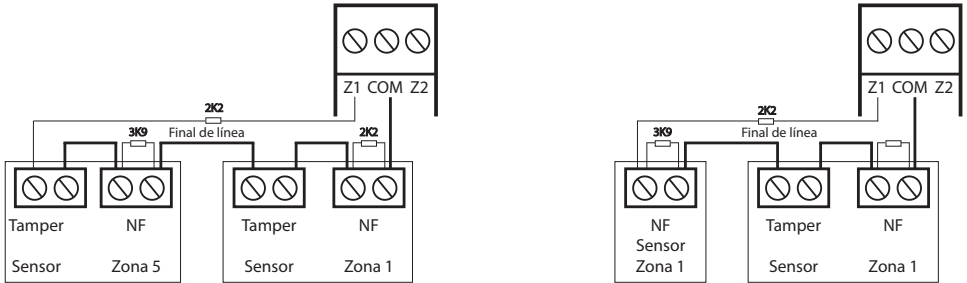 Z1 COM Z2
2K2
3K9
Final de línea
2K2
Tamper
NF
Tamper
NF
Sensor
Zona 5
Sensor
Zona 1
Z1 COM Z2
2K2
3K9
Final de línea
NF
Sensor
Zona 1
Tamper
NF
Sensor
Zona 1